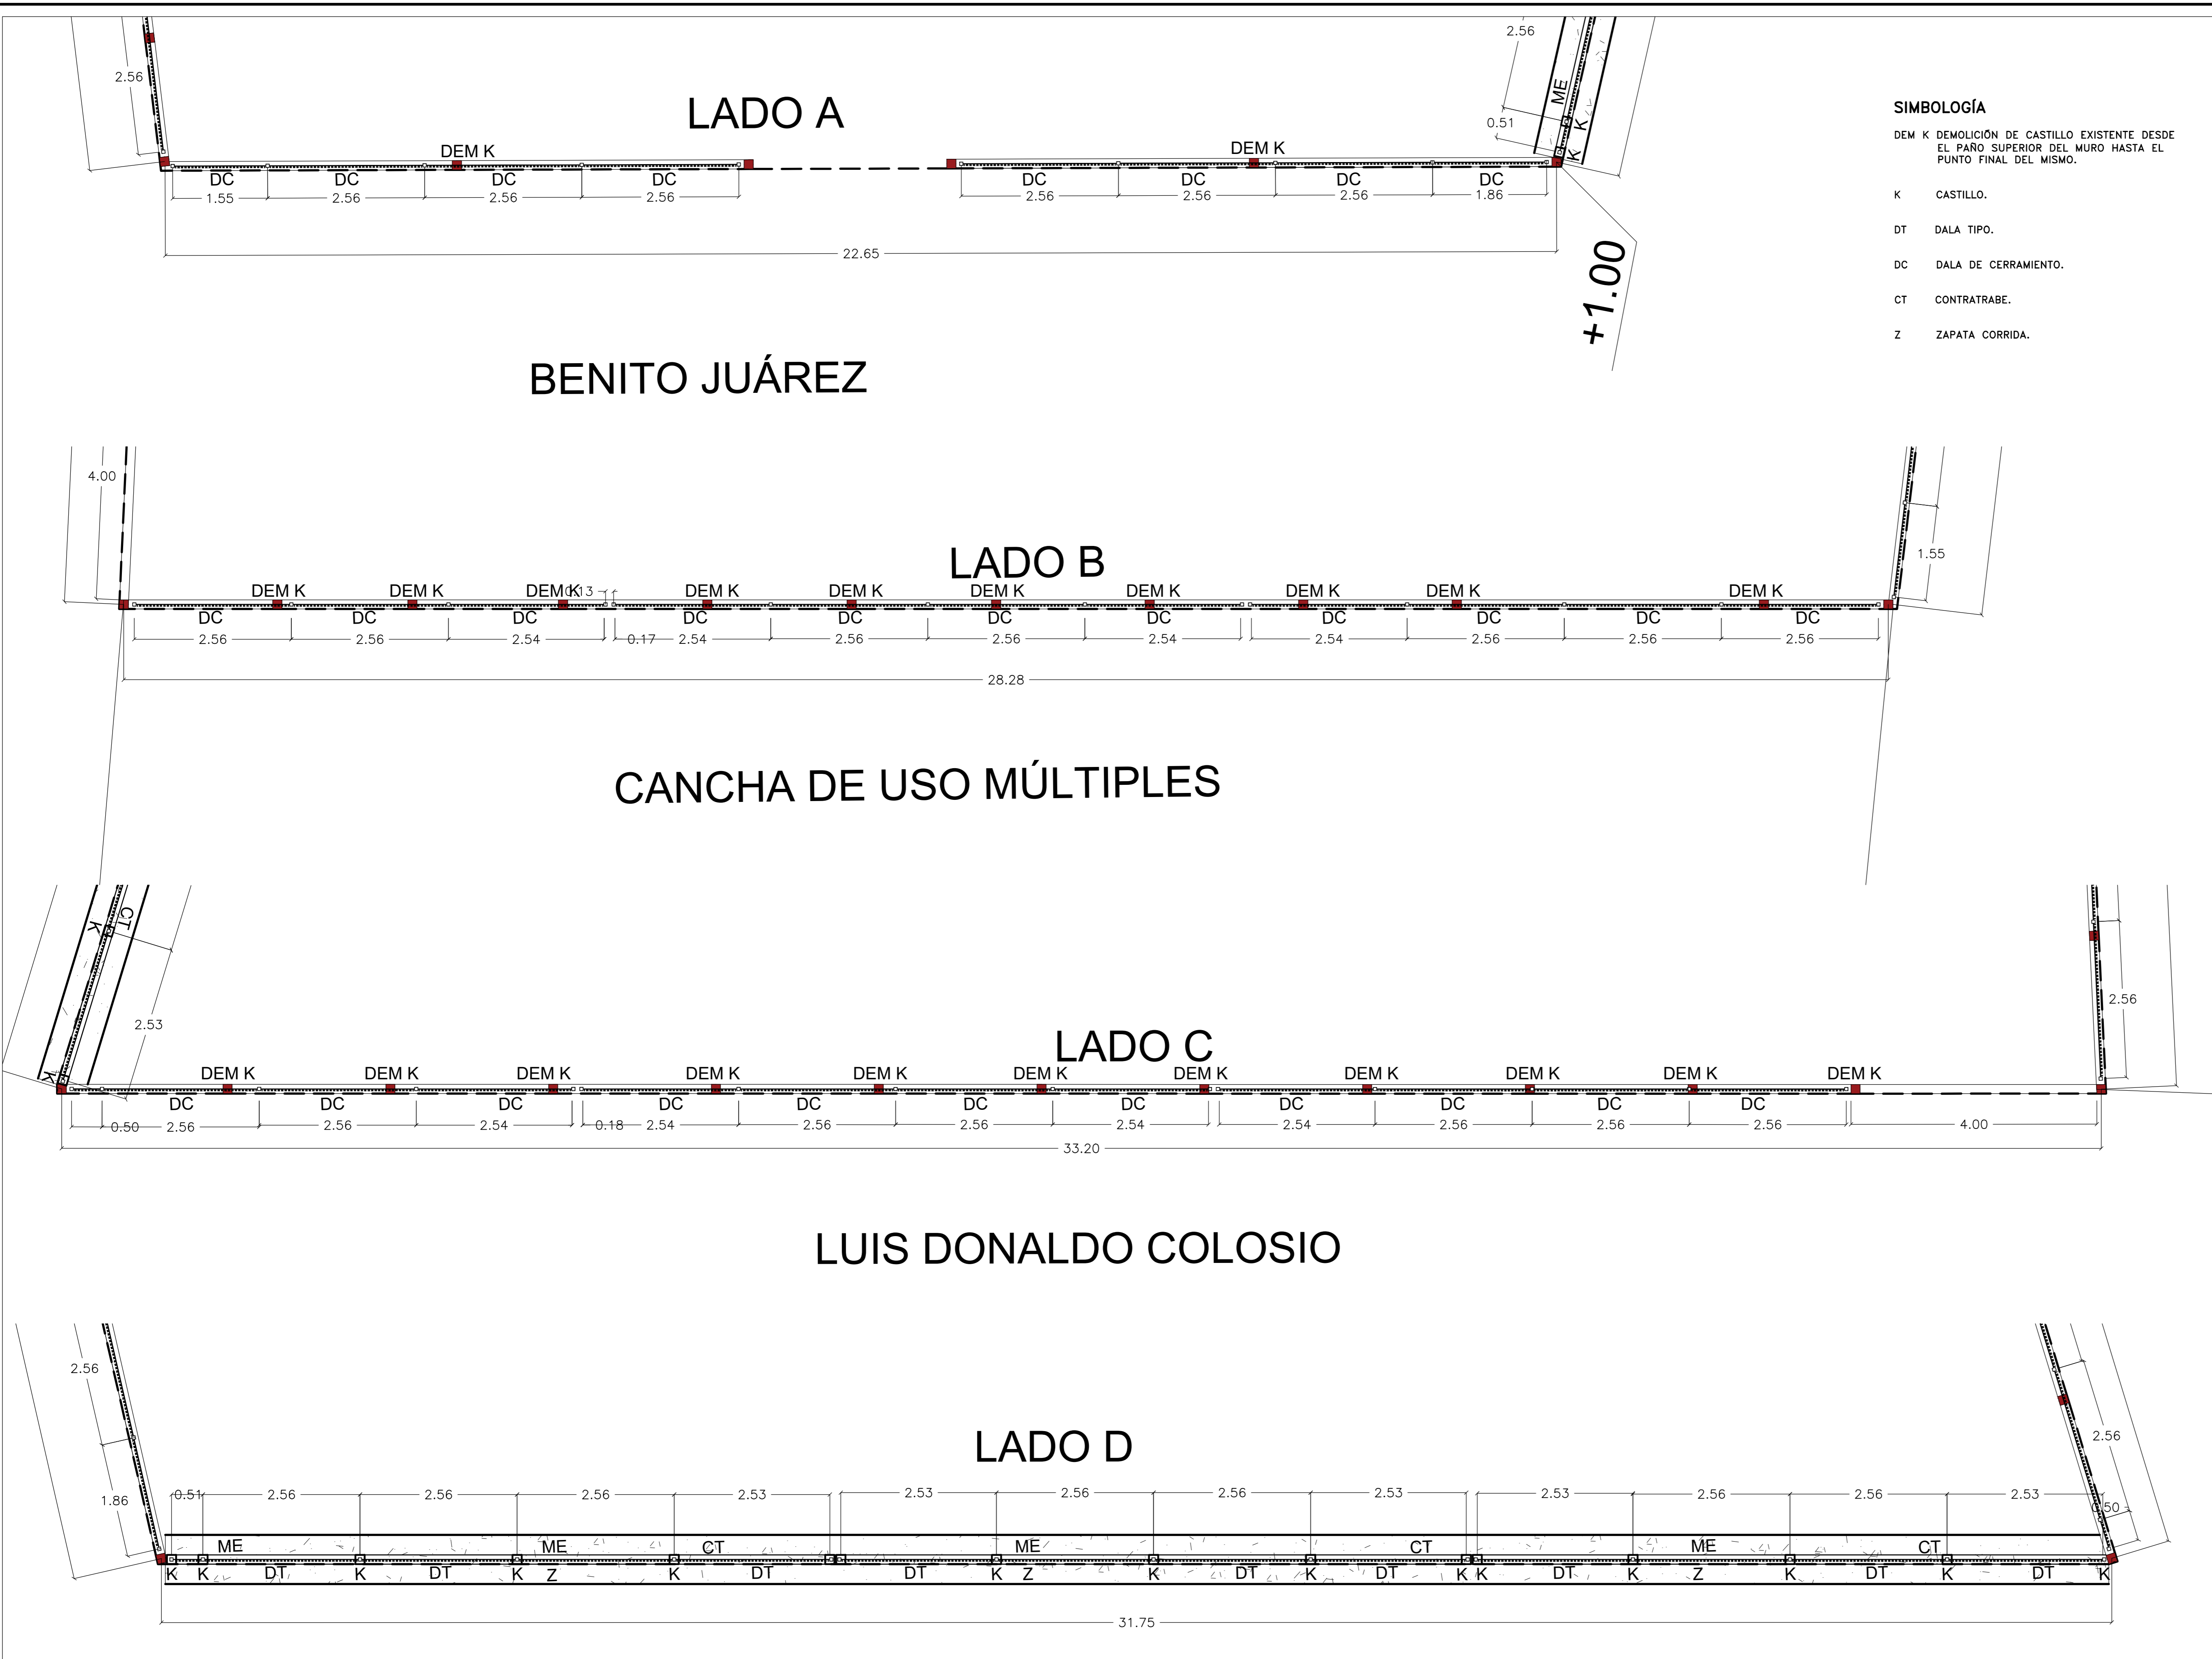 2.56
2.56
LADO A
ME
K
0.51
K
DEM K
DEM K
DC
DC
DC
DC
DC
DC
DC
DC
1.55
2.56
2.56
2.56
2.56
2.56
2.56
1.86
22.65
+1.00
SIMBOLOGÍA
DEM K DEMOLICIÓN DE CASTILLO EXISTENTE DESDE
EL PAÑO SUPERIOR DEL MURO HASTA EL
PUNTO FINAL DEL MISMO.
K CASTILLO.
DT DALA TIPO.
DC DALA DE CERRAMIENTO.
CT CONTRATRABE.
Z ZAPATA CORRIDA.
BENITO JUÁREZ
4.00
LADO B
1.55
DEM K
DEM K
DEM K
0.13
DEM K
DEM K
DEM K
DEM K
DEM K
DEM K
DEM K
DC
DC
DC
DC
DC
DC
DC
DC
DC
DC
DC
2.56
2.56
2.54
0.17
2.54
2.56
2.56
2.54
2.54
2.56
2.56
2.56
28.28
CANCHA DE USO MÚLTIPLES
K
CT
2.53
2.56
LADO C
K
DEM K
DEM K
DEM K
DEM K
DEM K
DEM K
DEM K
DEM K
DEM K
DEM K
DEM K
DC
DC
DC
DC
DC
DC
DC
DC
DC
DC
DC
0.50
2.56
2.56
2.54
0.18
2.54
2.56
2.56
2.54
2.54
2.56
2.56
2.56
4.00
33.20
LUIS DONALDO COLOSIO
2.56
2.56
LADO D
1.86
0.50
0.51
2.56
2.56
2.56
2.53
2.53
2.56
2.56
2.53
2.53
2.56
2.56
2.53
ME
ME
CT
ME
CT
ME
CT
K
K
DT
K
DT
K
Z
K
DT
DT
K
Z
K
DT
K
DT
K
K
DT
K
Z
K
DT
K
DT
K
31.75